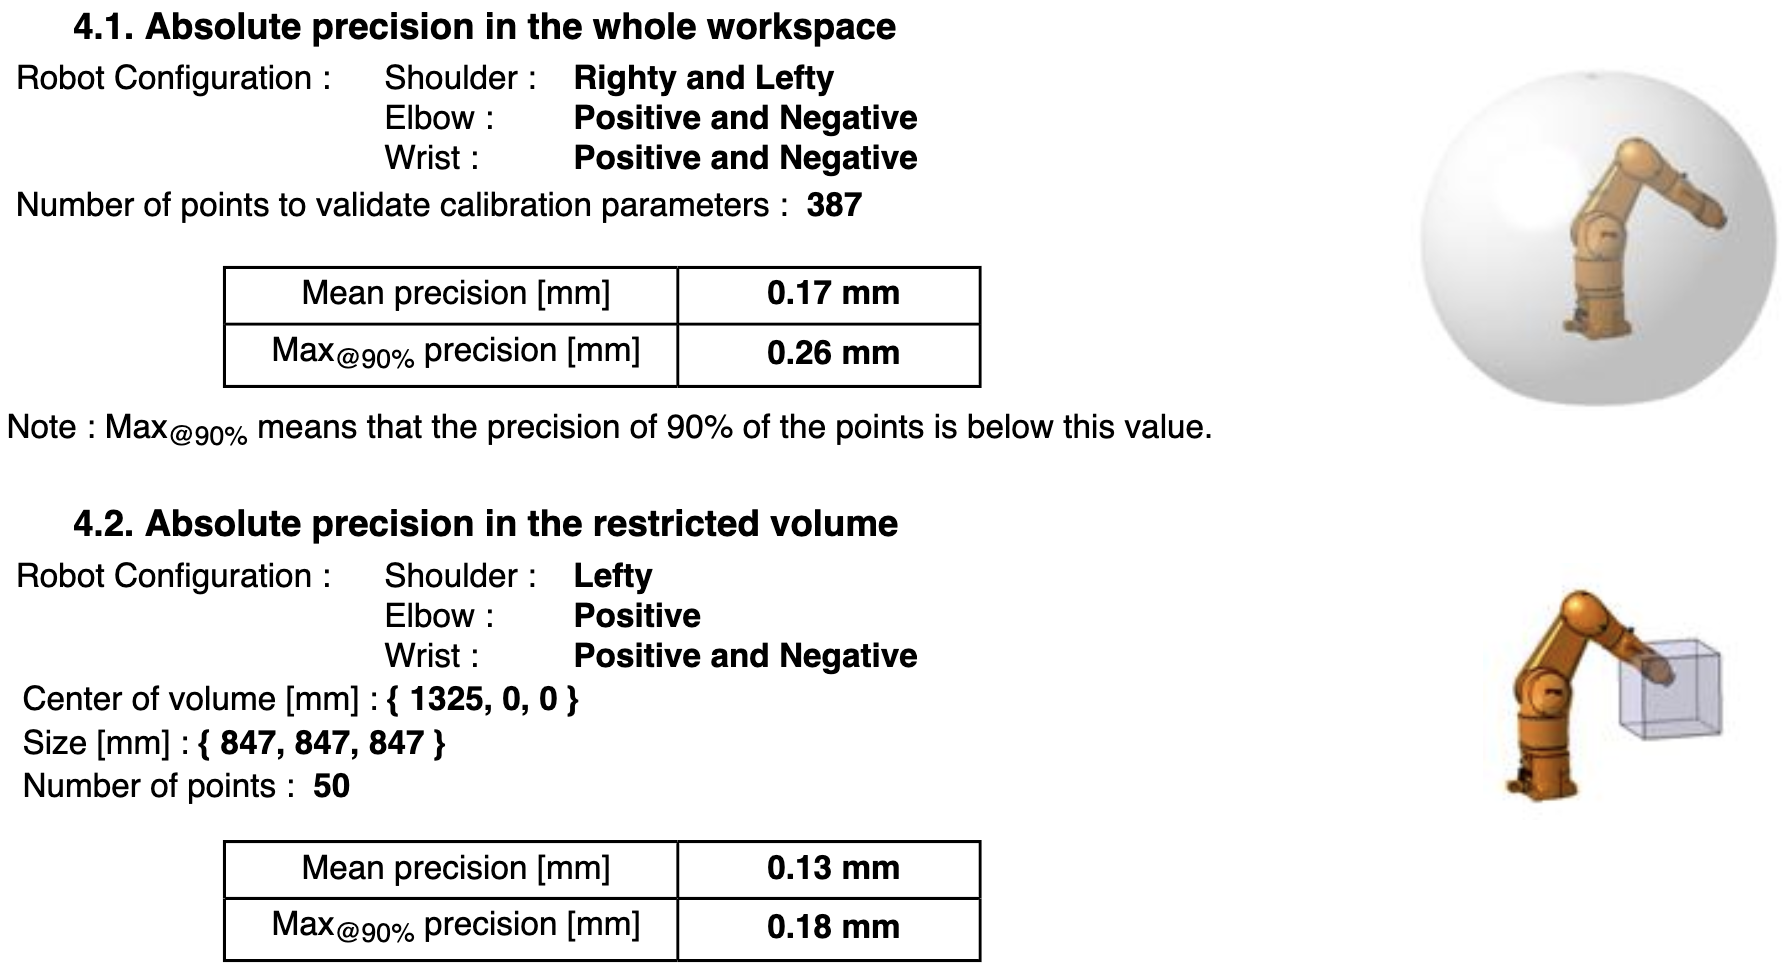 4.1. Absolute precision in the whole workspace
Robot Configuration : Shoulder : Righty and Lefty
Elbow : Positive and Negative
Wrist : Positive and Negative
Number of points to validate calibration parameters : 387
Mean precision [mm] 0.17 mm
Max@90% precision [mm] 0.26 mm
Note : Max@90% means that the precision of 90% of the points is below this value.
4.2. Absolute precision in the restricted volume
Robot Configuration : Shoulder : Lefty
Elbow : Positive
Wrist : Positive and Negative
Center of volume [mm] : { 1325, 0, 0 }
Size [mm] : { 847, 847, 847 }
Number of points : 50
Mean precision [mm] 0.13 mm
Max@90% precision [mm] 0.18 mm